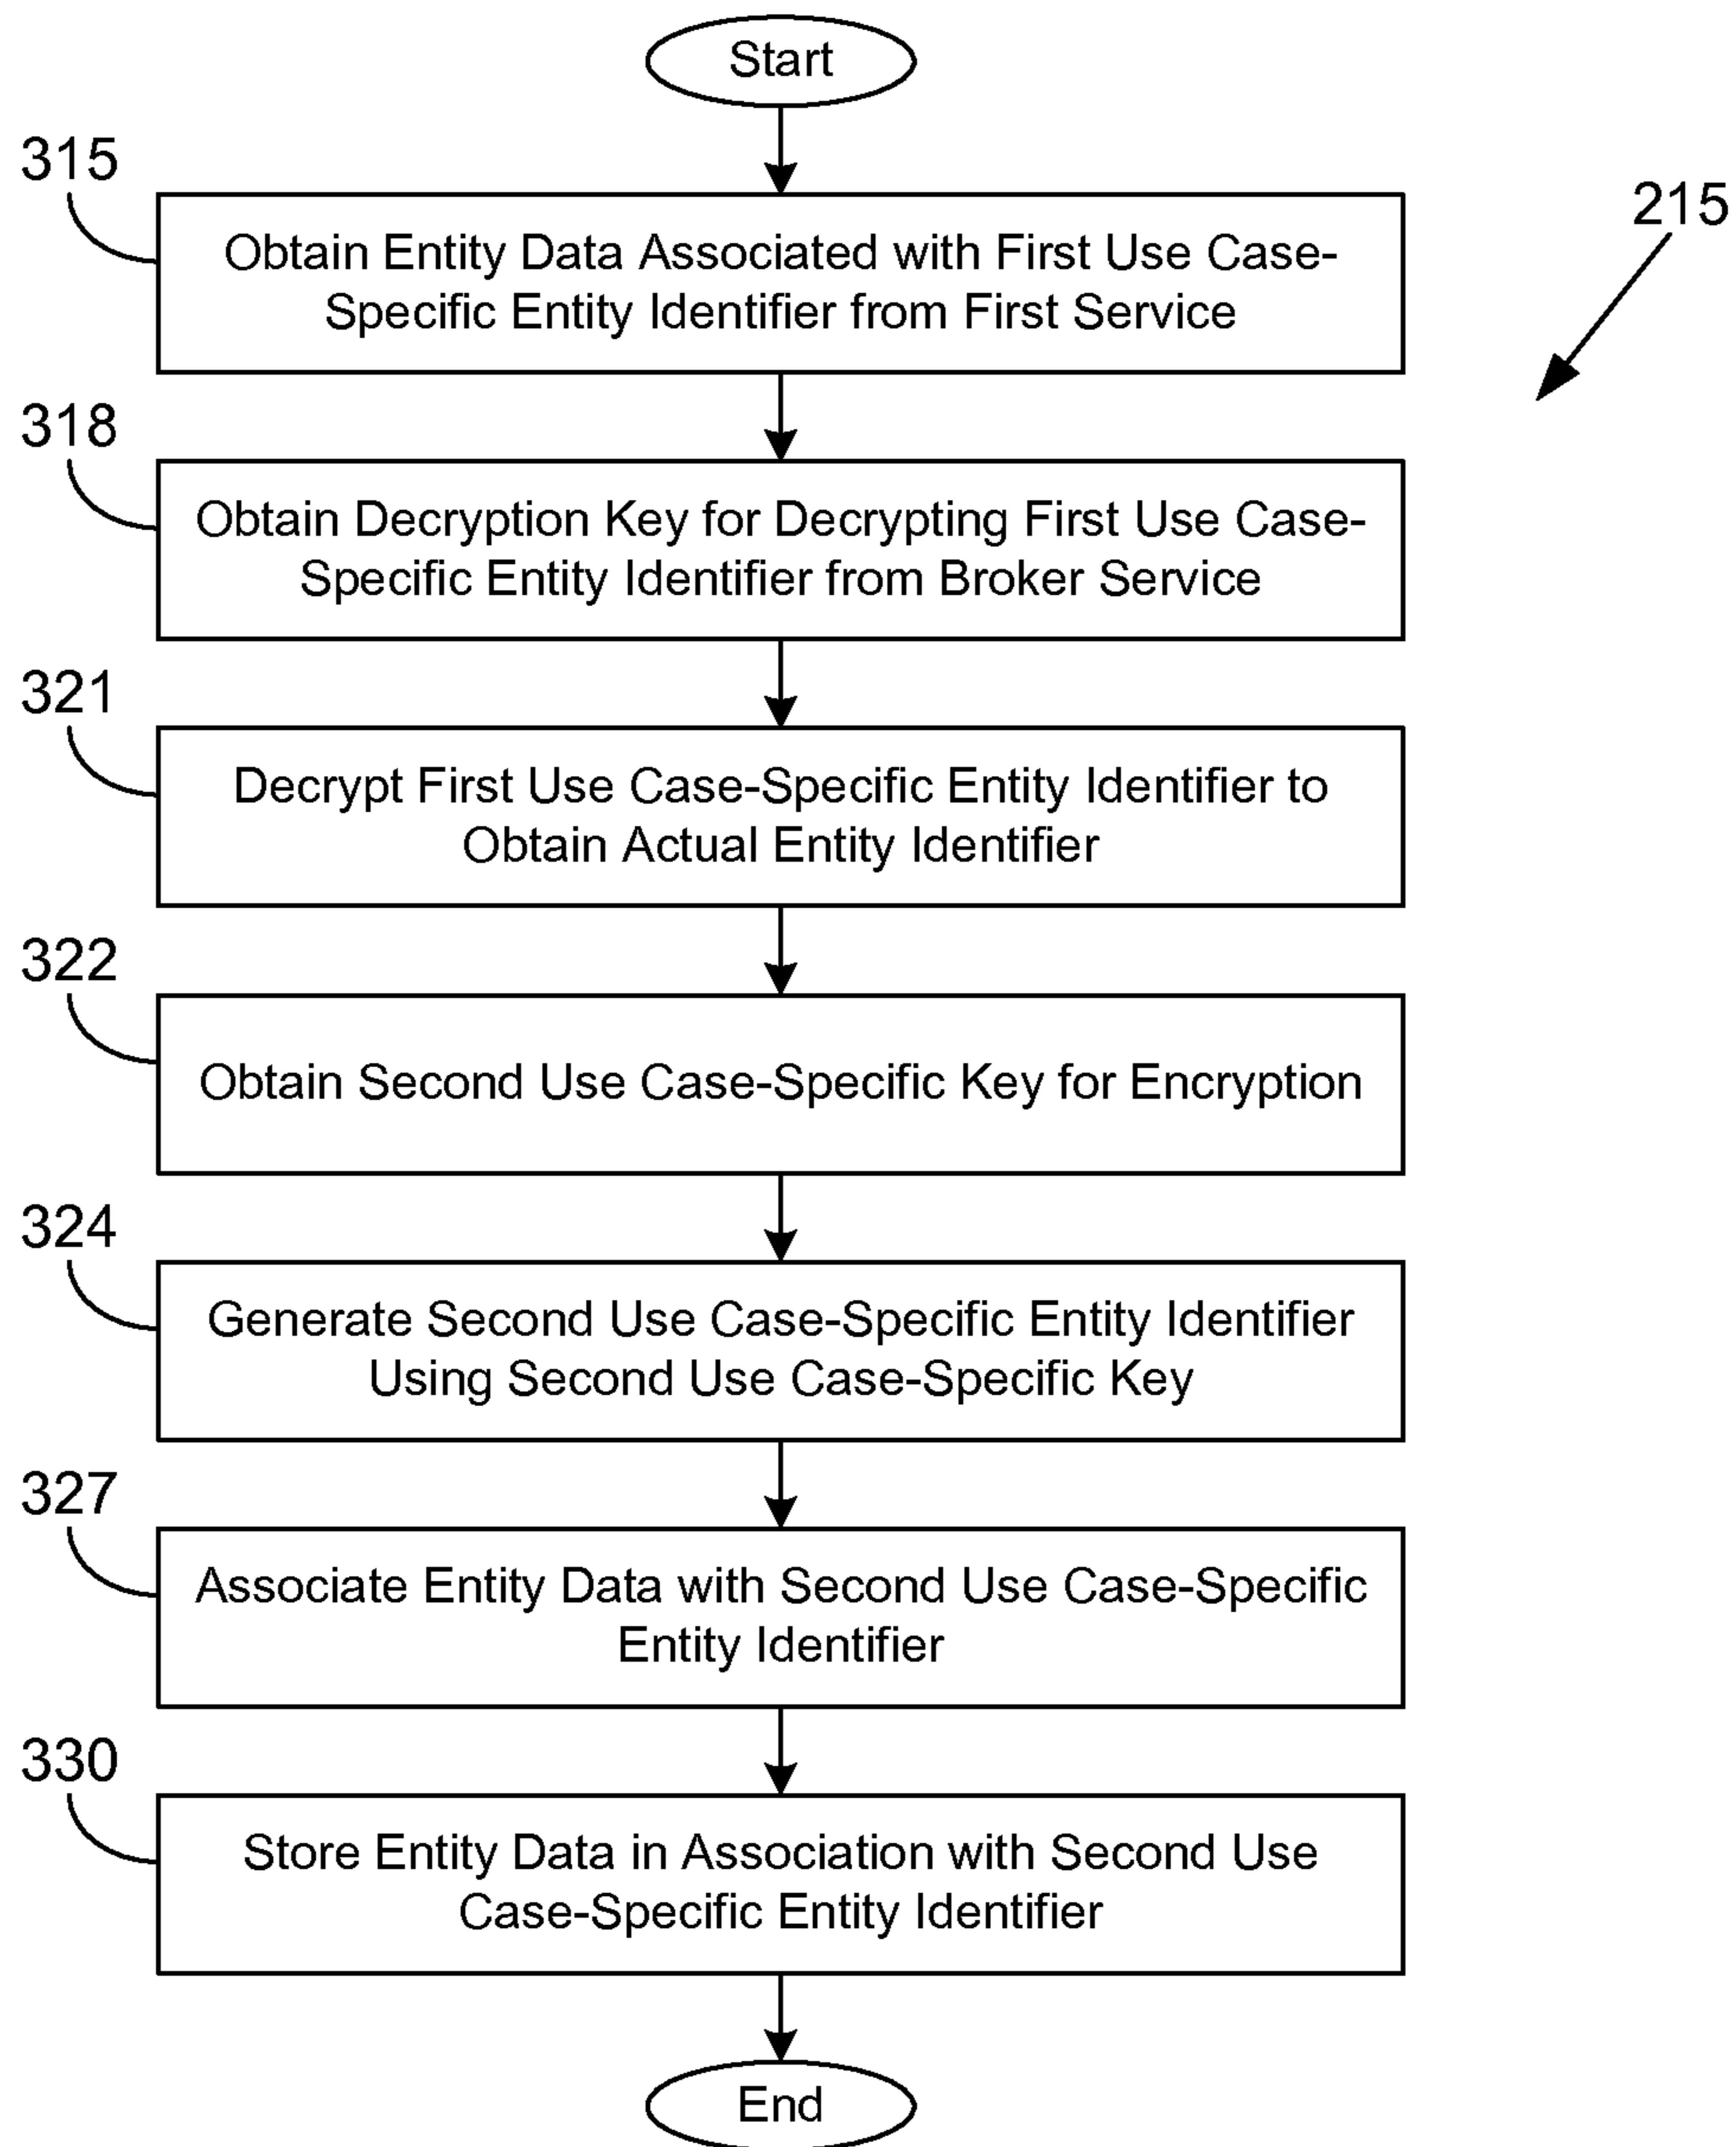 Start
315
215
Obtain Entity Data Associated with First Use Case-
Specific Entity Identifier from First Service
318
Obtain Decryption Key for Decrypting First Use Case-
Specific Entity Identifier from Broker Service
321
Decrypt First Use Case-Specific Entity Identifier to
Obtain Actual Entity Identifier
322
Obtain Second Use Case-Specific Key for Encryption
324
Generate Second Use Case-Specific Entity Identifier
Using Second Use Case-Specific Key
327
Associate Entity Data with Second Use Case-Specific
Entity Identifier
330
Store Entity Data in Association with Second Use
Case-Specific Entity Identifier
End